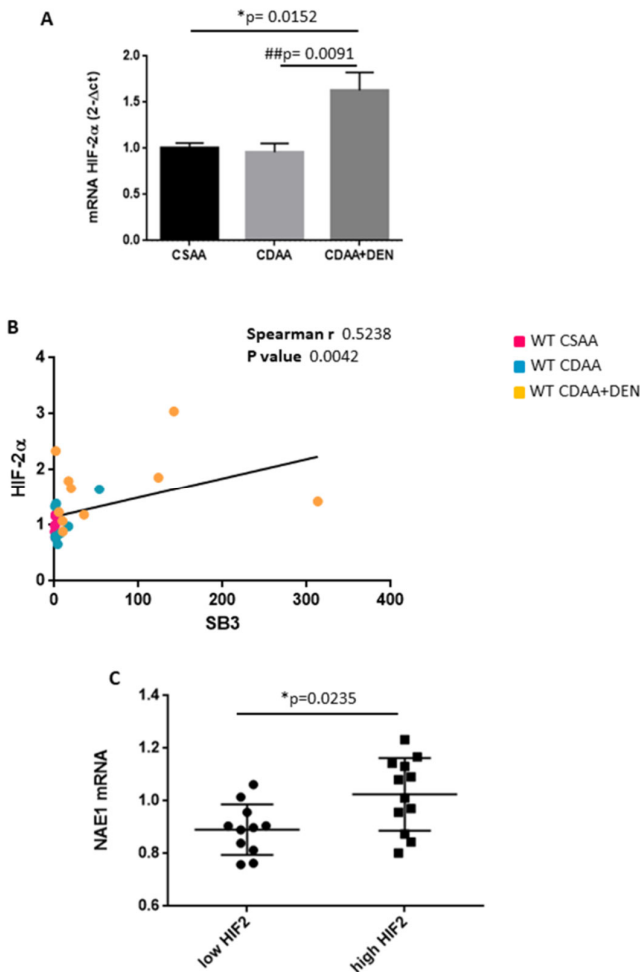 A
*p= 0.0152
##p= 0.0091
mRNA HIF-2α (2-Δct)
2.0
1.5
1.0
0.5
0.0
CSAA
CDAA
CDAA+DEN
B
Spearman r 0.5238
P value 0.0042
WT CSAA
WT CDAA
WT CDAA+DEN
HIF-2α
4
3
2
1
0
0
100
200
300
400
SB3
C
*p=0.0235
NAE1 mRNA
1.4
1.2
1.0
0.8
0.6
low HIF2
high HIF2